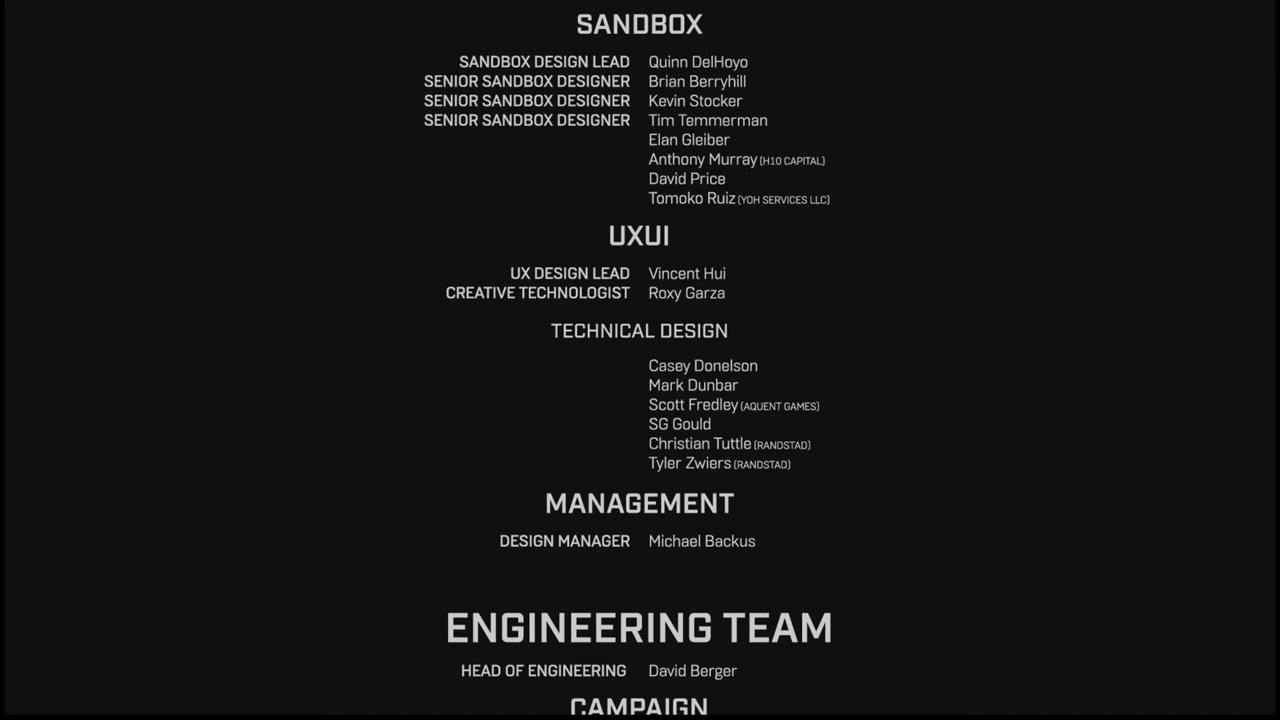 SANDBOX
SANDBOX DESIGN LEAD Quinn DelHoyo
SENIOR SANDBOX DESIGNER Brian Berryhill
SENIOR SANDBOX DESIGNER Kevin Stocker
SENIOR SANDBOX DESIGNER Tim Temmerman
Elan Gleiber
Anthony Murray (H10 CAPITAL)
David Price
Tomoko Ruiz (YOH SERVICES LLC)
UXUI
UX DESIGN LEAD Vincent Hui
CREATIVE TECHNOLOGIST Roxy Garza
TECHNICAL DESIGN
Casey Donelson
Mark Dunbar
Scott Fredley (AQUENT GAMES)
SG Gould
Christian Tuttle (RANDSTAD)
Tyler Zwiers (RANDSTAD)
MANAGEMENT
DESIGN MANAGER Michael Backus
ENGINEERING TEAM
HEAD OF ENGINEERING David Berger
CAMPAIGN